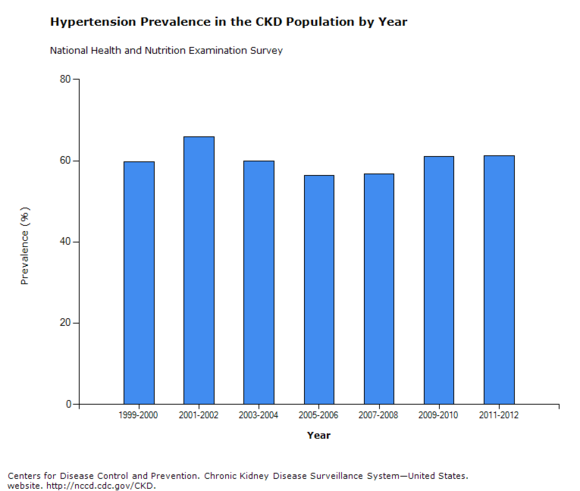 Hypertension Prevalence in the CKD Population by Year
National Health and Nutrition Examination Survey
80
60
40
20
0
Prevalence (%)
1999-2000 2001-2002 2003-2004 2005-2006 2007-2008 2009-2010 2011-2012
Year
Centers for Disease Control and Prevention. Chronic Kidney Disease Surveillance System—United States.
website. http://nccd.cdc.gov/CKD.